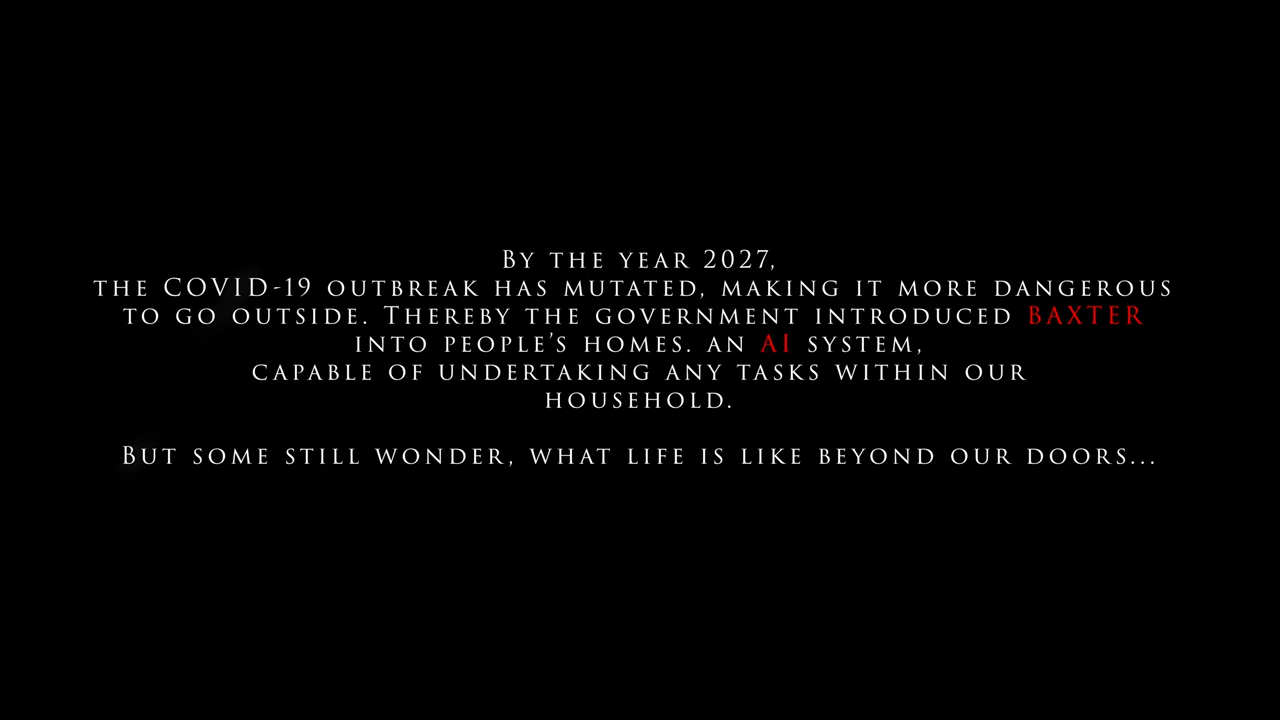 By the year 2027,
the COVID-19 outbreak has mutated, making it more dangerous
to go outside. Thereby the government introduced BAXTER
into people's homes. an AI system,
capable of undertaking any tasks within our
household.
But some still wonder, what life is like beyond our doors...